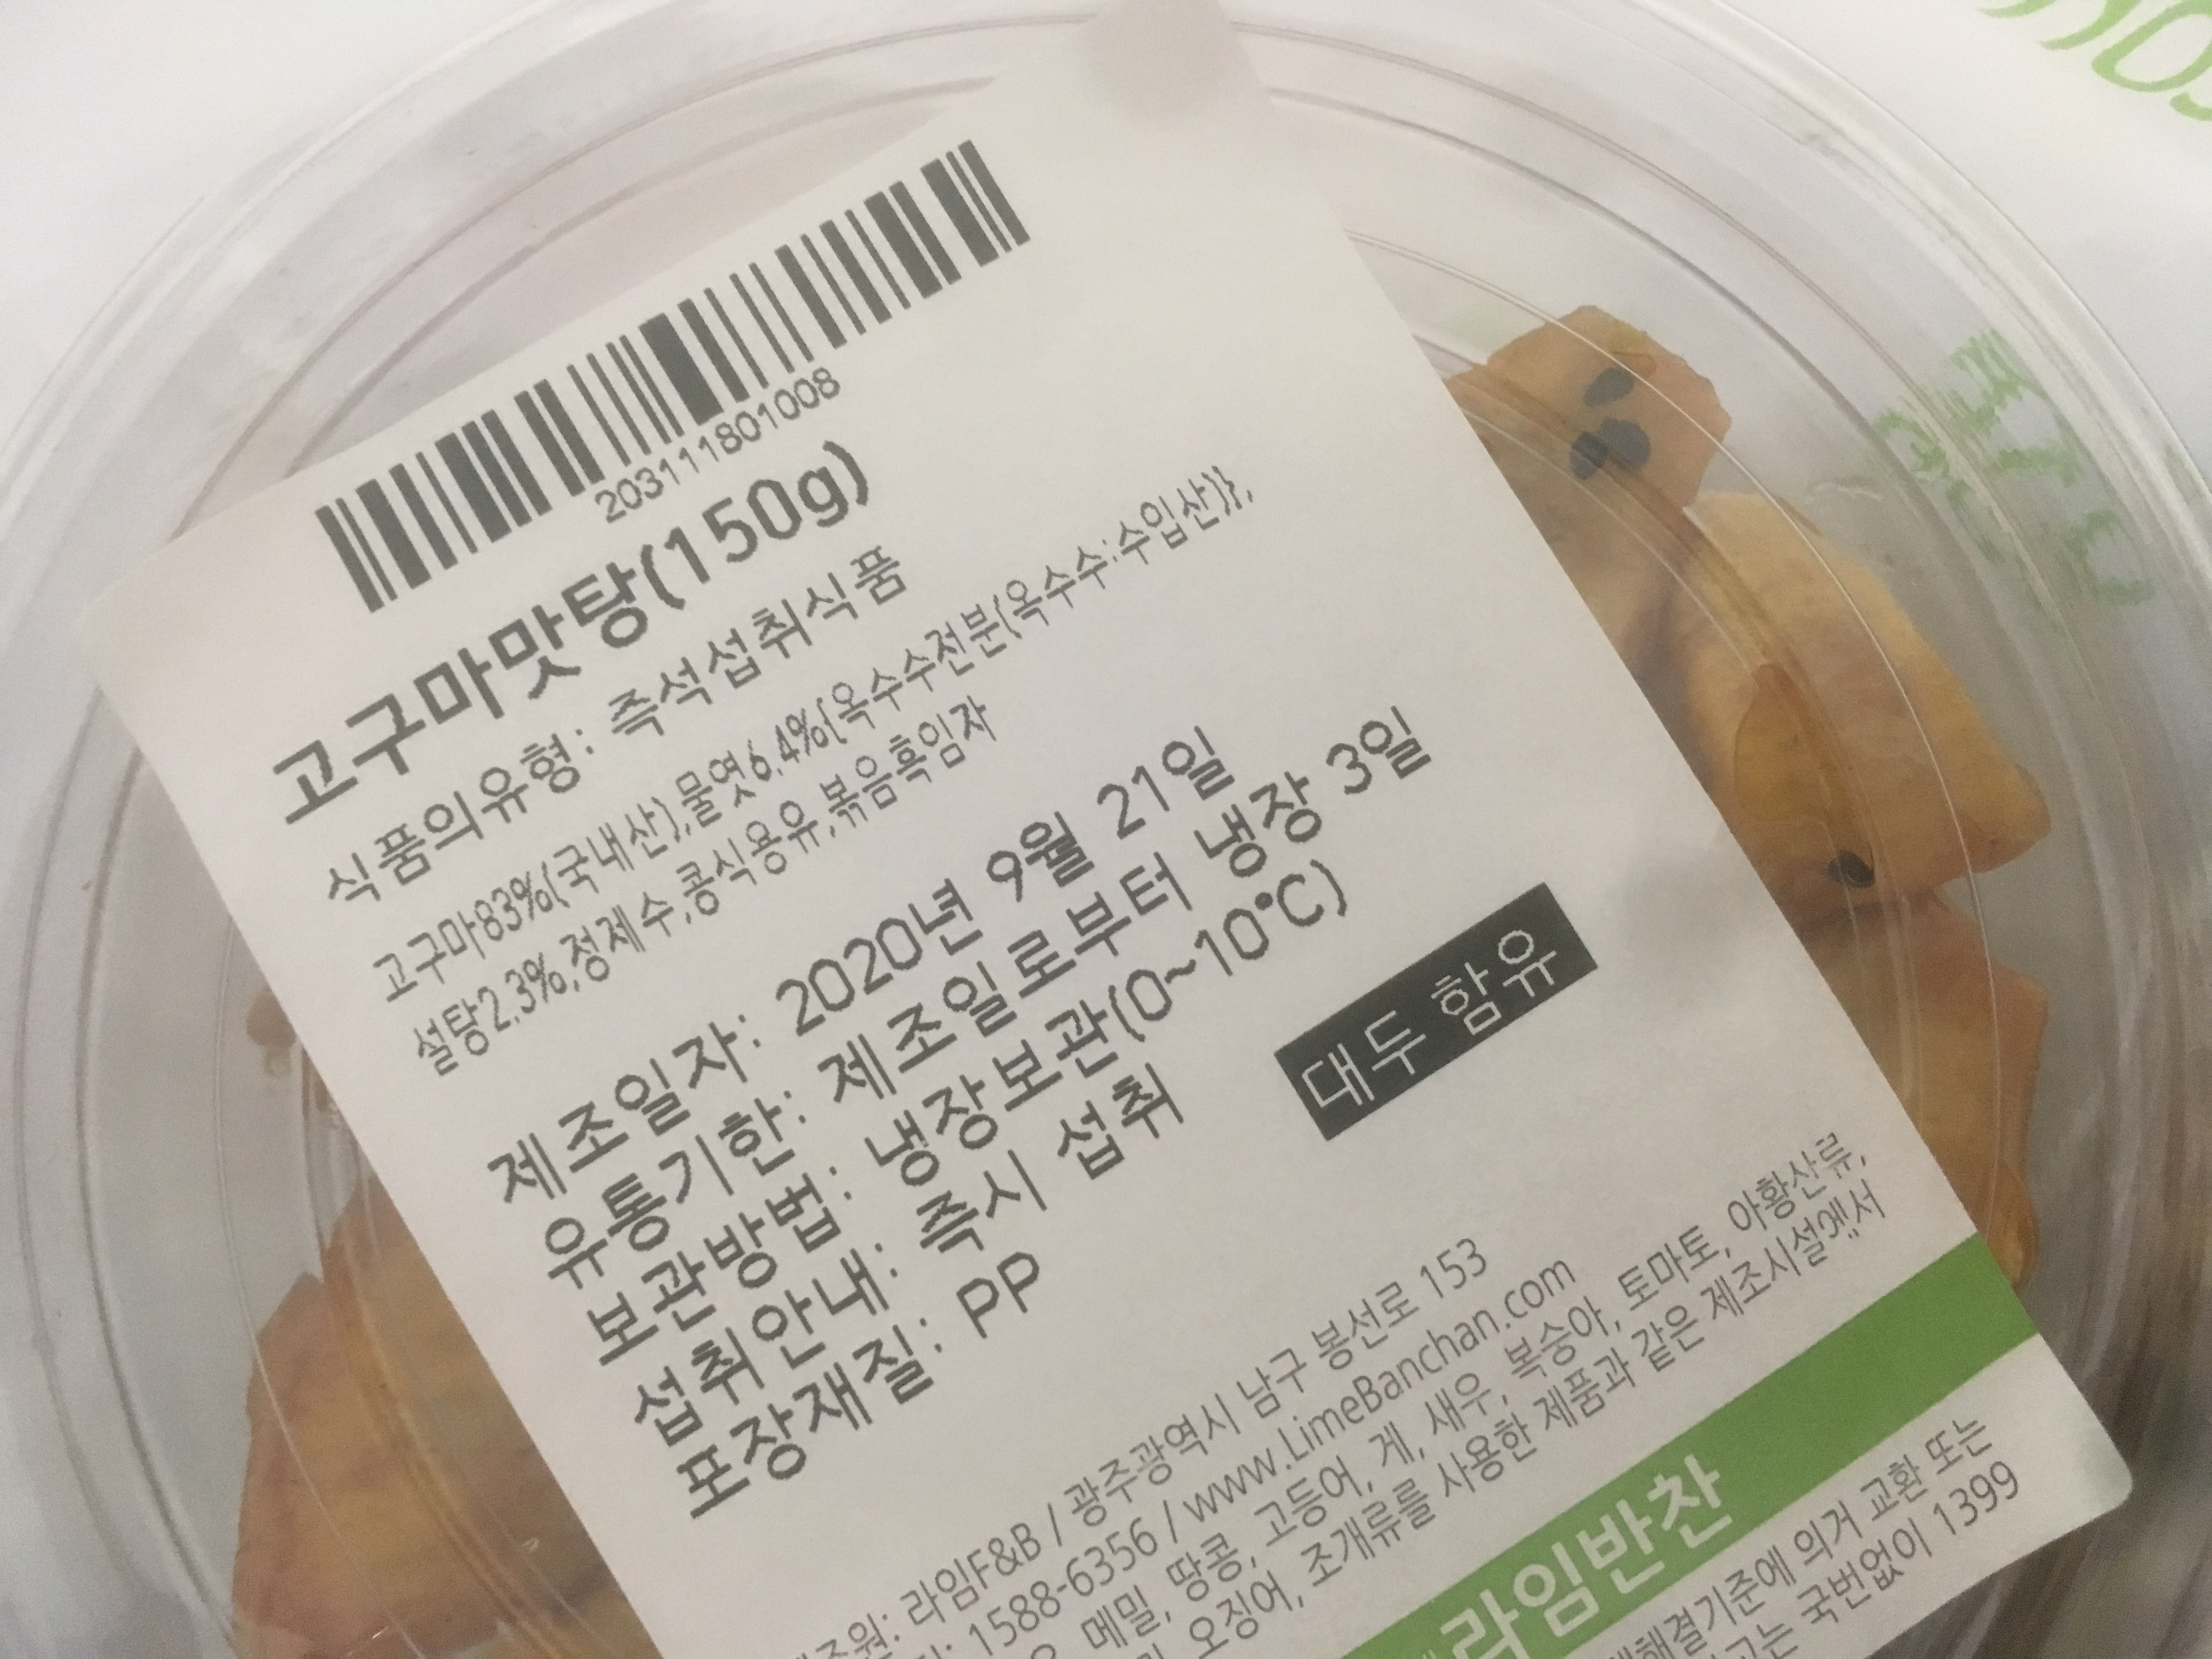 203111801008
고구마맛탕(150g)
식품의유형: 즉석섭취식품
고구마83%(국내산),물엿6.4%{옥수수전분(옥수수:수입산)},
설탕2.3%,정제수,콩식용유,볶음흑임자
제조일자: 2020년 9월 21일
유통기한: 제조일로부터 냉장 3일
보관방법: 냉장보관(0~10°C)
섭취안내: 즉시 섭취
포장재질: PP
대두 함유
라임F&B / 광주광역시 남구 봉선로 153
1588-6356 / www.LimeBanchan.com
메밀, 땅콩, 고등어, 게, 새우, 복숭아, 토마토, 아황산류,
오징어, 조개류를 사용한 제품과 같은 제조시설에서
라임반찬
의거 교환 또는
국번없이 1399